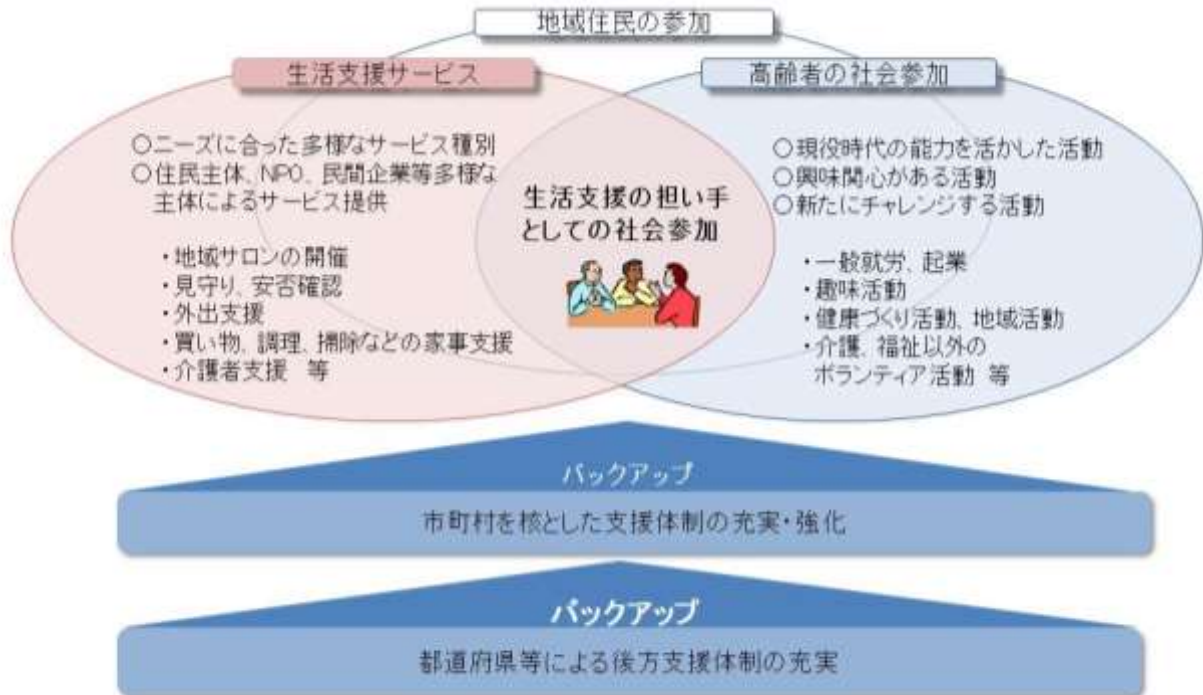 地域住民の参加
生活支援サービス
○ニーズに合った多様なサービス種別
○住民主体、NPO、民間企業等多様な
主体によるサービス提供
・地域サロンの開催
・見守り、安否確認
・外出支援
・買い物、調理、掃除などの家事支援
・介護者支援 等
生活支援の担い手
としての社会参加
高齢者の社会参加
○現役時代の能力を活かした活動
○興味関心がある活動
○新たにチャレンジする活動
・一般就労、起業
・趣味活動
・健康づくり活動、地域活動
・介護、福祉以外の
ボランティア活動 等
バックアップ
市町村を核とした支援体制の充実・強化
バックアップ
都道府県等による後方支援体制の充実